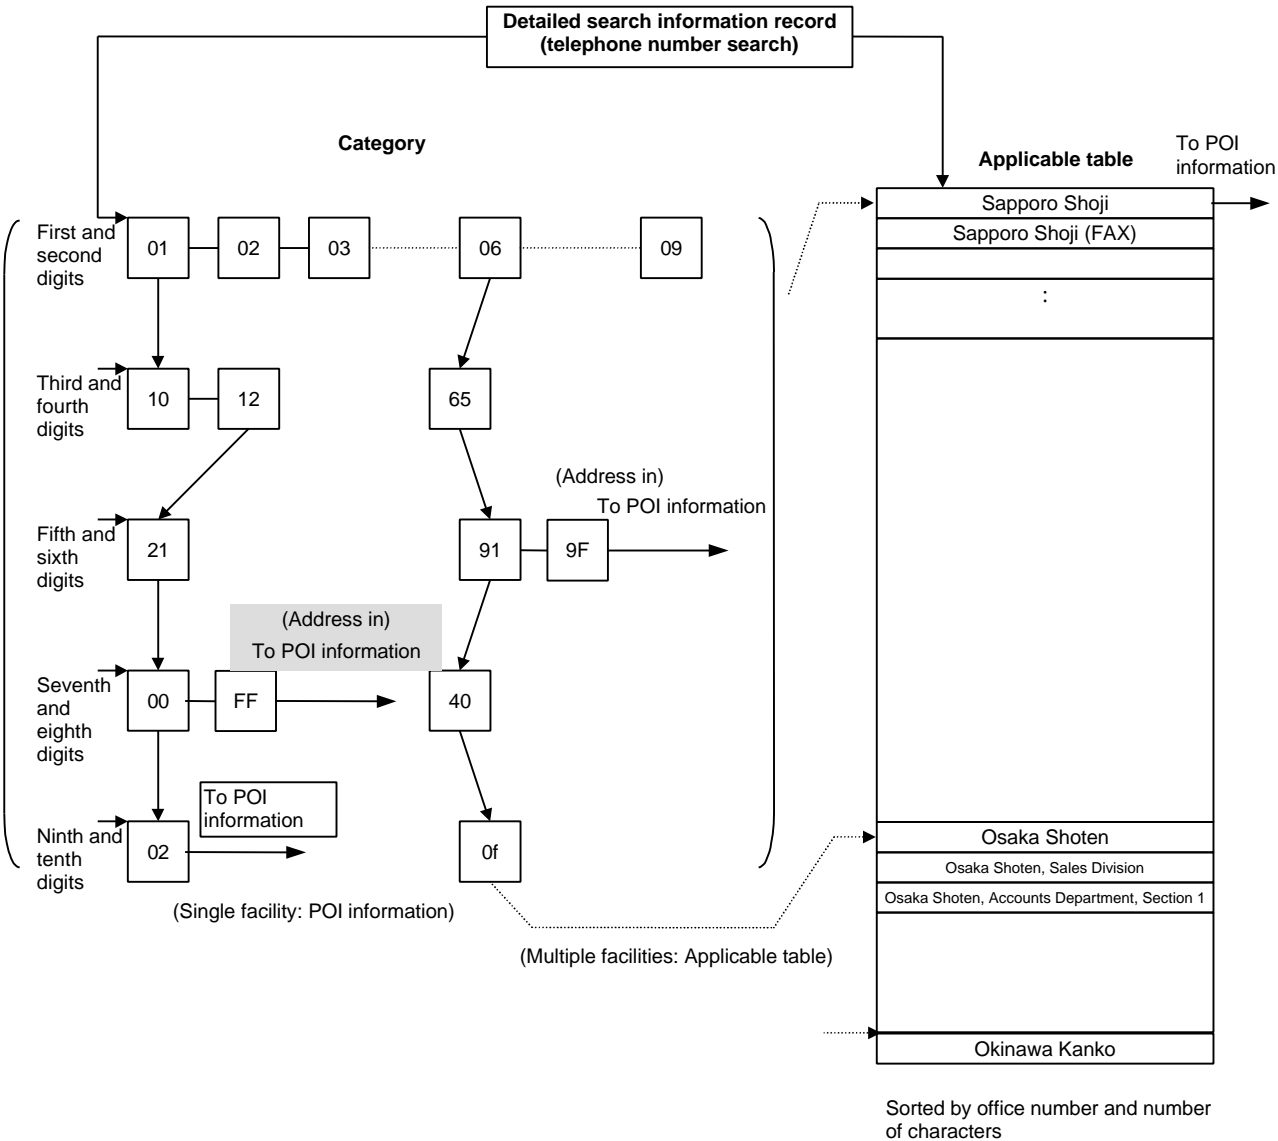 Detailed search information record
(telephone number search)
Category
Applicable table
To POI
information
Sapporo Shoji
Sapporo Shoji (FAX)
:
First and
second
digits
01
02
03
06
09
Third and
fourth
digits
10
12
65
(Address in)
To POI information
Fifth and
sixth
digits
21
91
9F
(Address in)
To POI information
Seventh
and
eighth
digits
00
FF
40
To POI
information
Ninth and
tenth
digits
02
0f
Osaka Shoten
Osaka Shoten, Sales Division
Osaka Shoten, Accounts Department, Section 1
(Single facility: POI information)
(Multiple facilities: Applicable table)
Okinawa Kanko
Sorted by office number and number
of characters